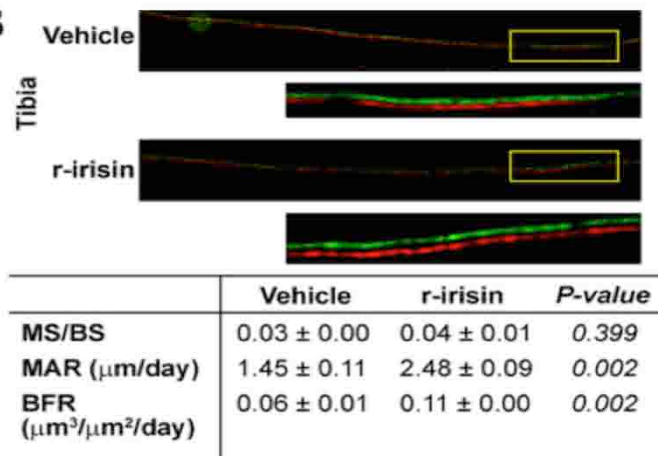 Vehicle
Tibia
r-irisin
Vehicle r-irisin P-value
MS/BS 0.03 ± 0.00 0.04 ± 0.01 0.399
MAR (μm/day) 1.45 ± 0.11 2.48 ± 0.09 0.002
BFR 0.06 ± 0.01 0.11 ± 0.00 0.002
(μm³/μm²/day)